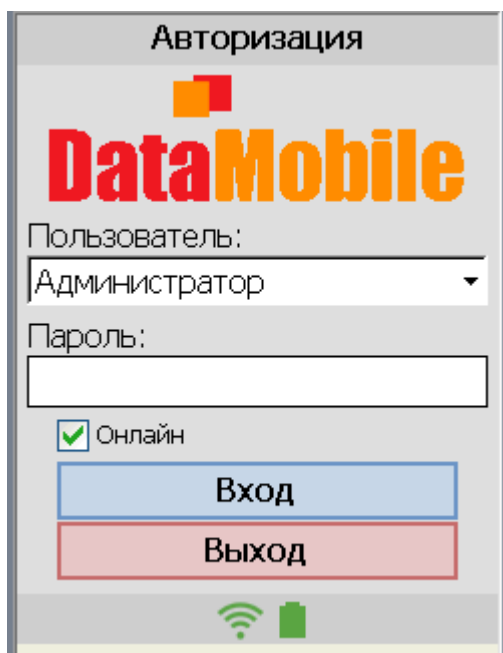 Авторизация
DataMobile
Пользователь:
Администратор
Пароль:
Онлайн
Вход
Выход